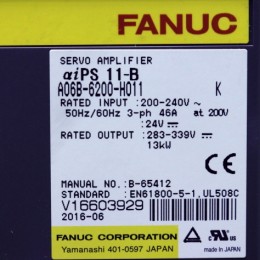 FANUC
SERVO AMPLIFIER
αiPS 11-B
A06B-6200-H011 K
RATED INPUT : 200-240V ~
50Hz/60Hz 3-ph 46A at 200V
: 24V ⎓
RATED OUTPUT : 283-339V ⎓
13kW
MANUAL NO. : B-65412
STANDARD : EN61800-5-1, UL508C
V16603929
2016-06
FANUC CORPORATION
Yamanashi 401-0597 JAPAN
MADE IN JAPAN